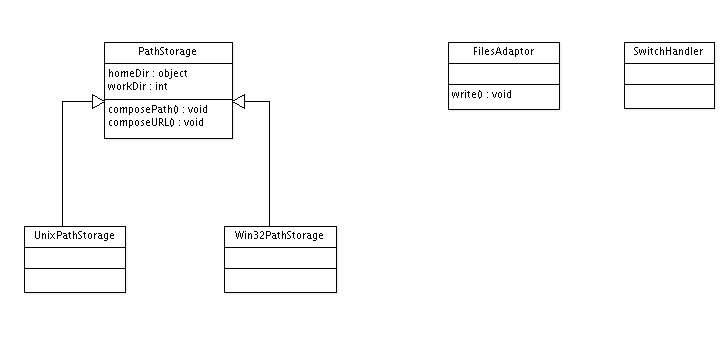 PathStorage
homeDir : object
workDir : int
composePath() : void
composeURL() : void
FilesAdaptor
write() : void
SwitchHandler
UnixPathStorage
Win32PathStorage